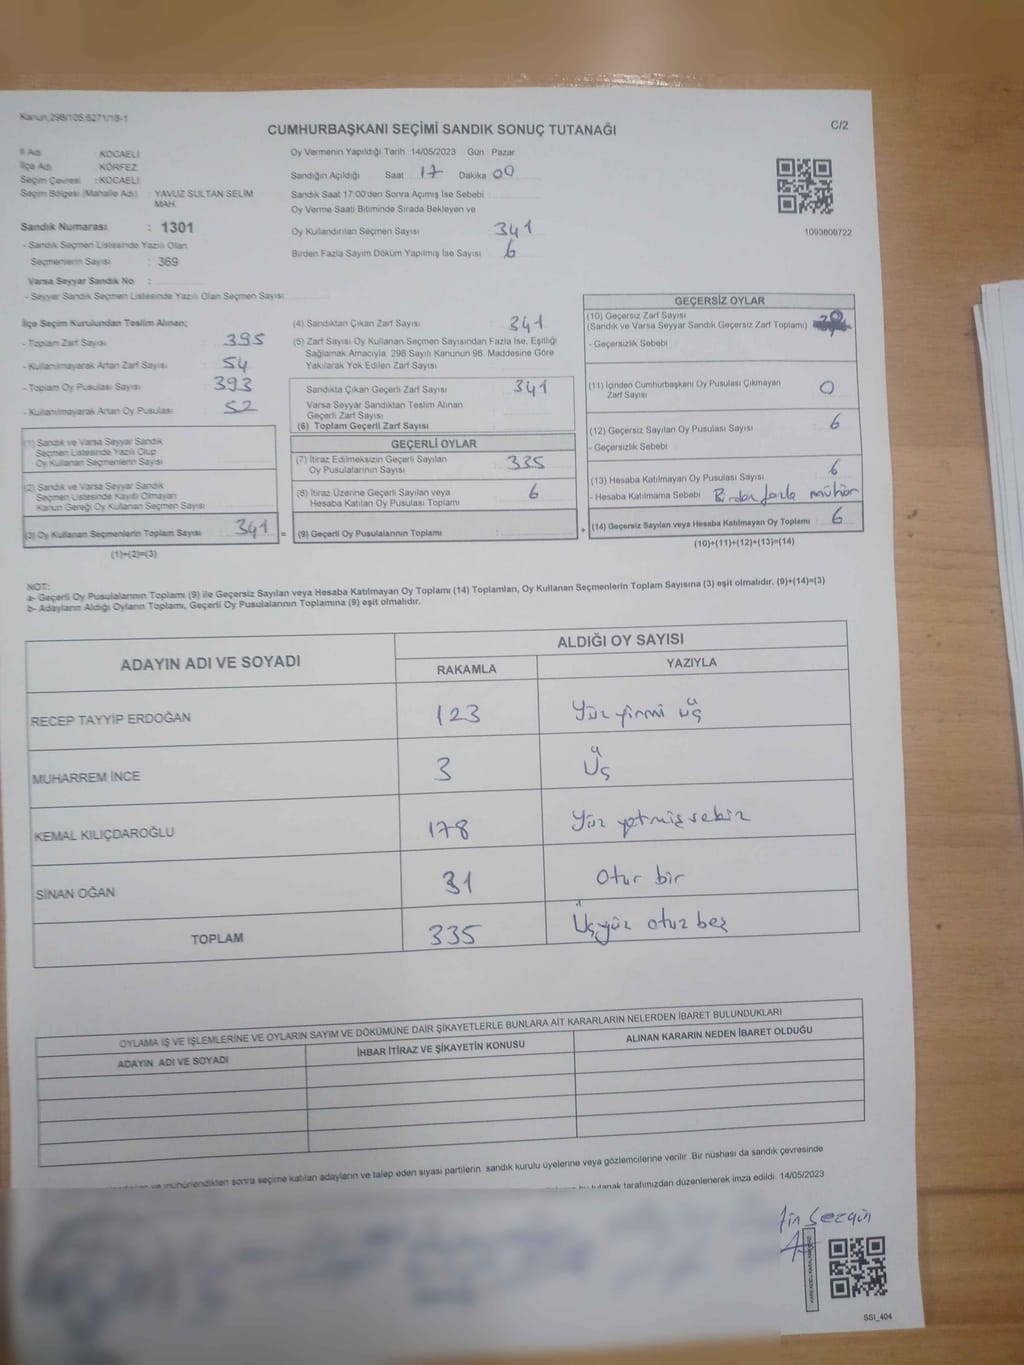 Kanun,298/105,6271/18-1
CUMHURBAŞKANI SEÇİMİ SANDIK SONUÇ TUTANAĞI
C/2
İl Adı : KOCAELİ
İlçe Adı : KÖRFEZ
Seçim Çevresi : KOCAELİ
Seçim Bölgesi (Mahalle Adı) : YAVUZ SULTAN SELİM
MAH.
Sandık Numarası : 1301
- Sandık Seçmen Listesinde Yazılı Olan
Seçmenlerin Sayısı : 369
Varsa Seyyar Sandık No :
- Seyyar Sandık Seçmen Listesinde Yazılı Olan Seçmen Sayısı
Oy Vermenin Yapıldığı Tarih 14/05/2023 Gün Pazar
Sandığın Açıldığı Saat 17 Dakika 00
Sandık Saat 17:00'den Sonra Açımış İse Sebebi :
Oy Verme Saati Bitiminde Sırada Bekleyen ve
Oy Kullandırılan Seçmen Sayısı 341
Birden Fazla Sayım Döküm Yapılmış İse Sayısı 6
1093808722
İlçe Seçim Kurulundan Teslim Alınan;
- Toplam Zarf Sayısı : 395
- Kullanılmayarak Artan Zarf Sayısı : 54
- Toplam Oy Pusulası Sayısı : 393
- Kullanılmayarak Artan Oy Pusulası : 52
(1) Sandık ve Varsa Seyyar Sandık
Seçmen Listesinde Yazılı Olup
Oy Kullanan Seçmenlerin Sayısı
(2) Sandık ve Varsa Seyyar Sandık
Seçmen Listesinde Kayıtlı Olmayan
Kanun Gereği Oy Kullanan Seçmen Sayısı
(3) Oy Kullanan Seçmenlerin Toplam Sayısı 341
(1)+(2)=(3)
(4) Sandıktan Çıkan Zarf Sayısı 341
(5) Zarf Sayısı Oy Kullanan Seçmen Sayısından Fazla İse, Eşitliği
Sağlamak Amacıyla, 298 Sayılı Kanunun 98. Maddesine Göre
Yakılarak Yok Edilen Zarf Sayısı
Sandıkta Çıkan Geçerli Zarf Sayısı 341
Varsa Seyyar Sandıktan Teslim Alınan
Geçerli Zarf Sayısı
(6) Toplam Geçerli Zarf Sayısı
GEÇERLİ OYLAR
(7) İtiraz Edilmeksizin Geçerli Sayılan
Oy Pusulalarının Sayısı 335
(8) İtiraz Üzerine Geçerli Sayılan veya
Hesaba Katılan Oy Pusulası Toplamı 6
= (9) Geçerli Oy Pusulalarının Toplamı :
GEÇERSİZ OYLAR
(10) Geçersiz Zarf Sayısı
(Sandık ve Varsa Seyyar Sandık Geçersiz Zarf Toplamı)
- Geçersizlik Sebebi
(11) İçinden Cumhurbaşkanı Oy Pusulası Çıkmayan
Zarf Sayısı 0
(12) Geçersiz Sayılan Oy Pusulası Sayısı 6
- Geçersizlik Sebebi
(13) Hesaba Katılmayan Oy Pusulası Sayısı 6
- Hesaba Katılmama Sebebi Birden fazla mühür
+ (14) Geçersiz Sayılan veya Hesaba Katılmayan Oy Toplamı 6
(10)+(11)+(12)+(13)=(14)
NOT:
a- Geçerli Oy Pusulalarının Toplamı (9) ile Geçersiz Sayılan veya Hesaba Katılmayan Oy Toplamı (14) Toplamları, Oy Kullanan Seçmenlerin Toplam Sayısına (3) eşit olmalıdır. (9)+(14)=(3)
b- Adayların Aldığı Oyların Toplamı, Geçerli Oy Pusulalarının Toplamına (9) eşit olmalıdır.
ADAYIN ADI VE SOYADI
ALDIĞI OY SAYISI
RAKAMLA YAZIYLA
RECEP TAYYİP ERDOĞAN 123 Yüz yirmi üç
MUHARREM İNCE 3 Üç
KEMAL KILIÇDAROĞLU 178 Yüz yetmiş sekiz
SİNAN OĞAN 31 Otuz bir
TOPLAM 335 Üçyüz otuz beş
OYLAMA İŞ VE İŞLEMLERİNE VE OYLARIN SAYIM VE DÖKÜMÜNE DAİR ŞİKAYETLERLE BUNLARA AİT KARARLARIN NELERDEN İBARET BULUNDUKLARI
ADAYIN ADI VE SOYADI İHBAR İTİRAZ VE ŞİKAYETİN KONUSU ALINAN KARARIN NEDEN İBARET OLDUĞU
ve mühürlendikten sonra seçime katılan adayların ve talep eden siyasi partilerin sandık kurulu üyelerine veya gözlemcilerine verilir. Bir nüshası da sandık çevresinde
bu tutanak tarafımızdan düzenlenerek imza edildi. 14/05/2023
Sezgin
SSI_404